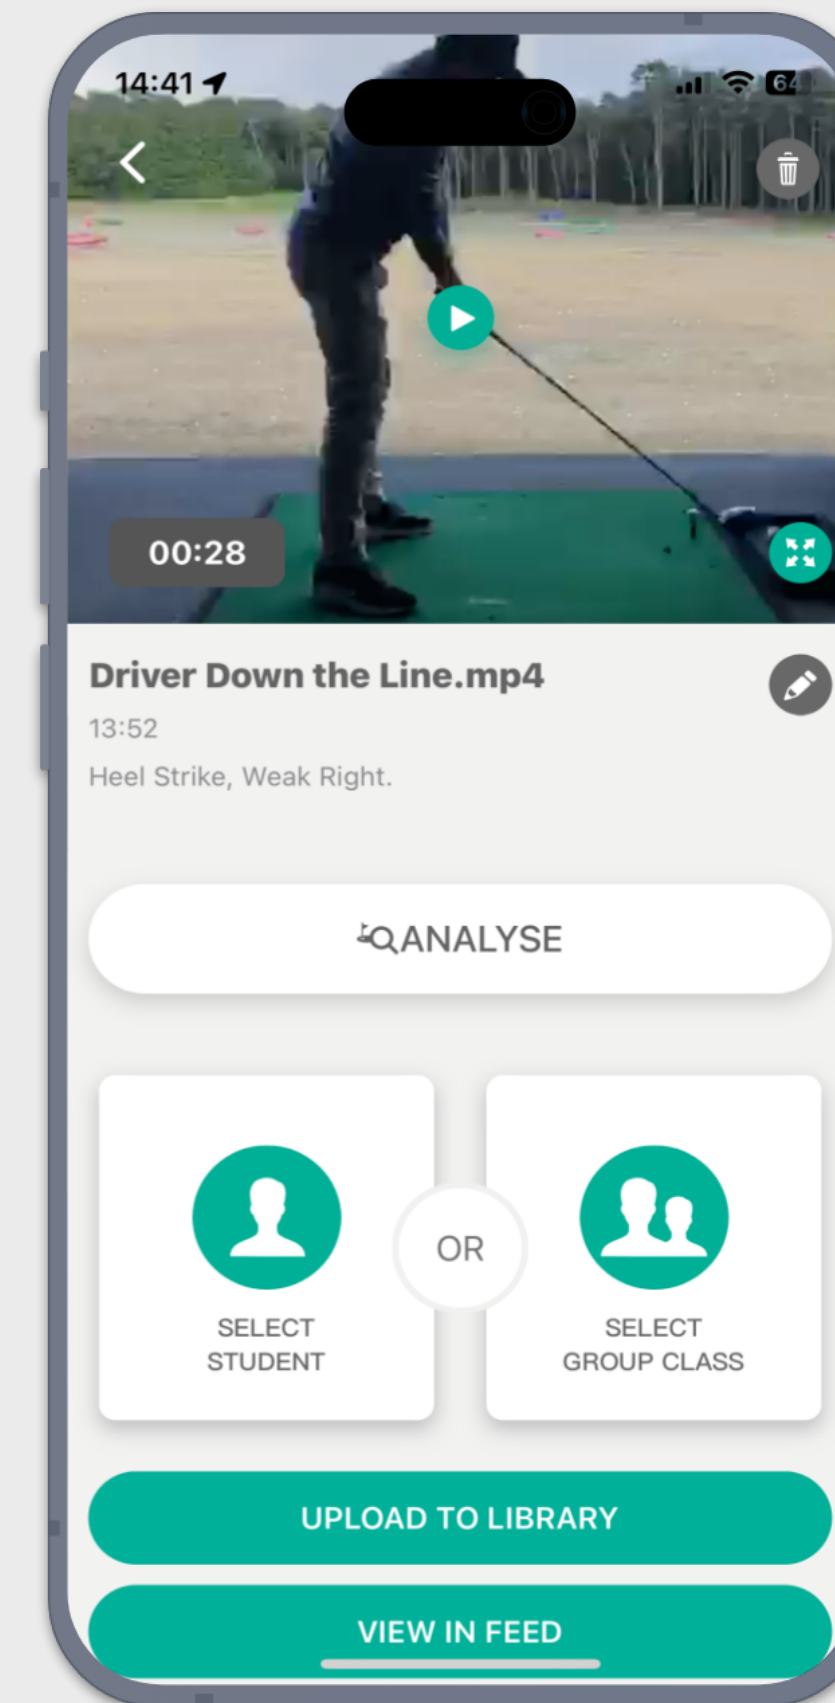 14:41
64
00:28
Driver Down the Line.mp4
13:52
Heel Strike, Weak Right.
ANALYSE
OR
SELECT
STUDENT
SELECT
GROUP CLASS
UPLOAD TO LIBRARY
VIEW IN FEED